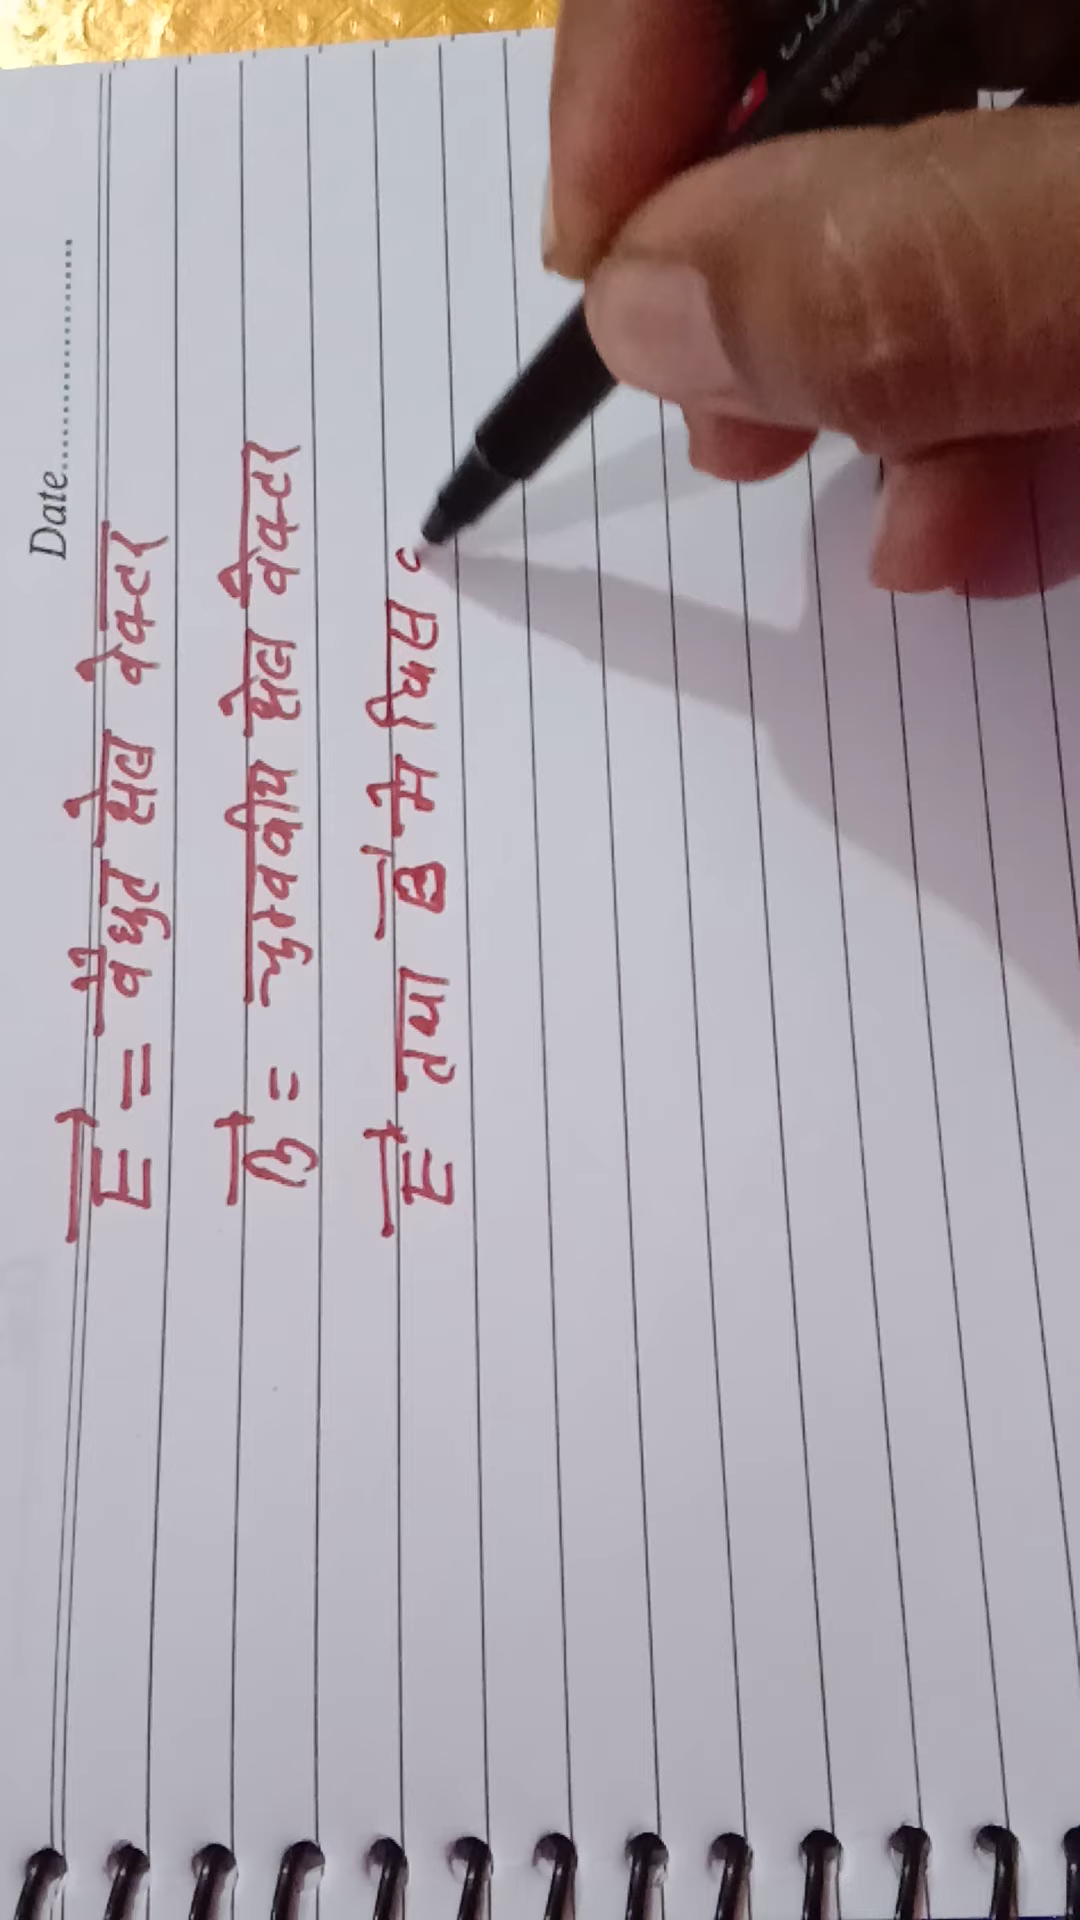 Date....................
E⃗ = वैधुत क्षेत्र वेक्टर
B⃗ = चुम्बकीय क्षेत्र वेक्टर
E⃗ तथा B⃗ मे किस